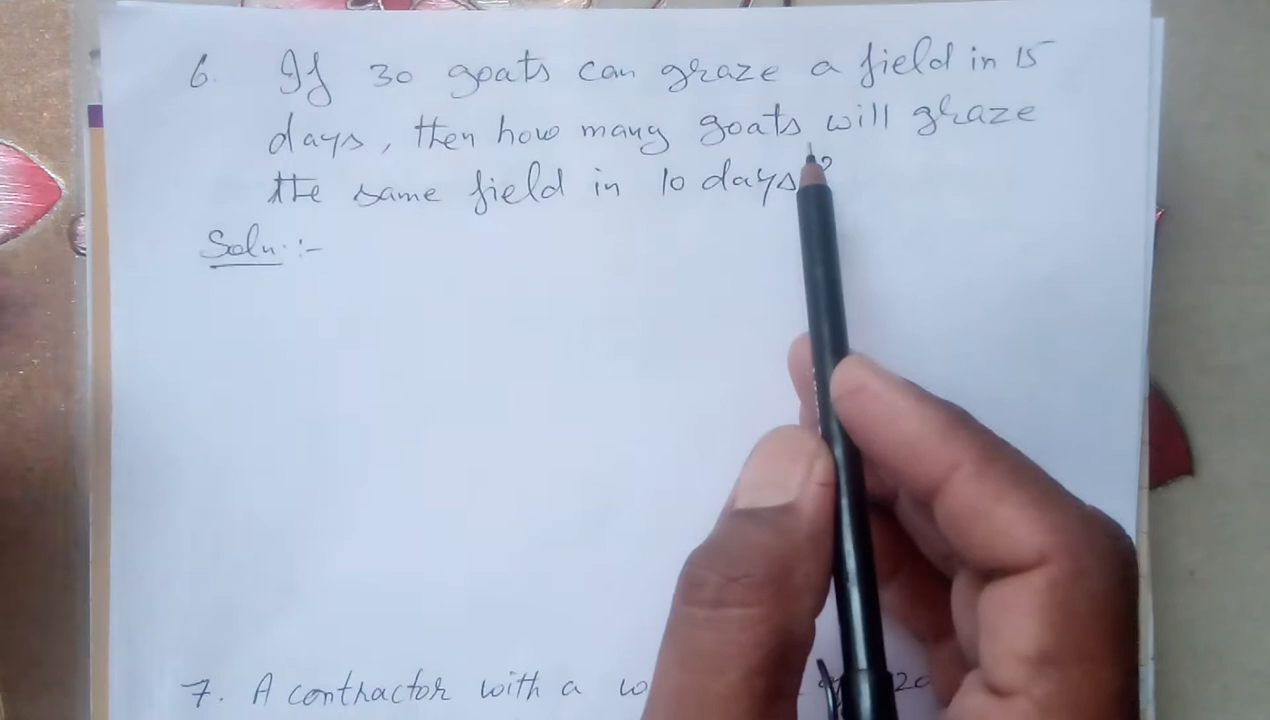 6. If 30 goats can graze a field in 15
days, then how many goats will graze
the same field in 10 days?
Soln.:-
7. A contractor with a